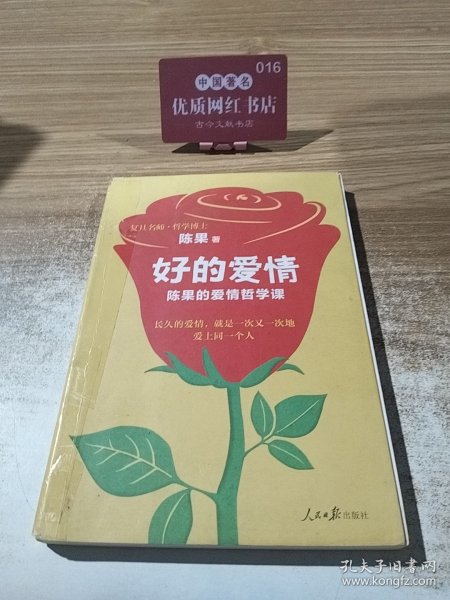 016
中国著名
优质网红书店
古今文献书店
复旦名师·哲学博士
陈果 著
好的爱情
陈果的爱情哲学课
长久的爱情，就是一次又一次地
爱上同一个人
人民日报出版社
孔夫子旧书网
www.kongfz.com